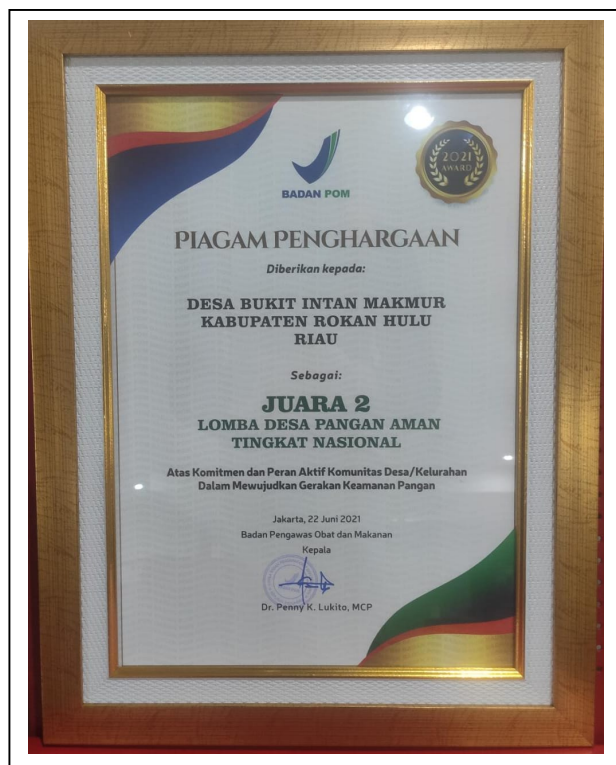 BADAN POM
2021
AWARD
PIAGAM PENGHARGAAN
Diberikan kepada:
DESA BUKIT INTAN MAKMUR
KABUPATEN ROKAN HULU
RIAU
Sebagai:
JUARA 2
LOMBA DESA PANGAN AMAN
TINGKAT NASIONAL
Atas Komitmen dan Peran Aktif Komunitas Desa/Kelurahan
Dalam Mewujudkan Gerakan Keamanan Pangan
Jakarta, 22 Juni 2021
Badan Pengawas Obat dan Makanan
Kepala
Dr. Penny K. Lukito, MCP